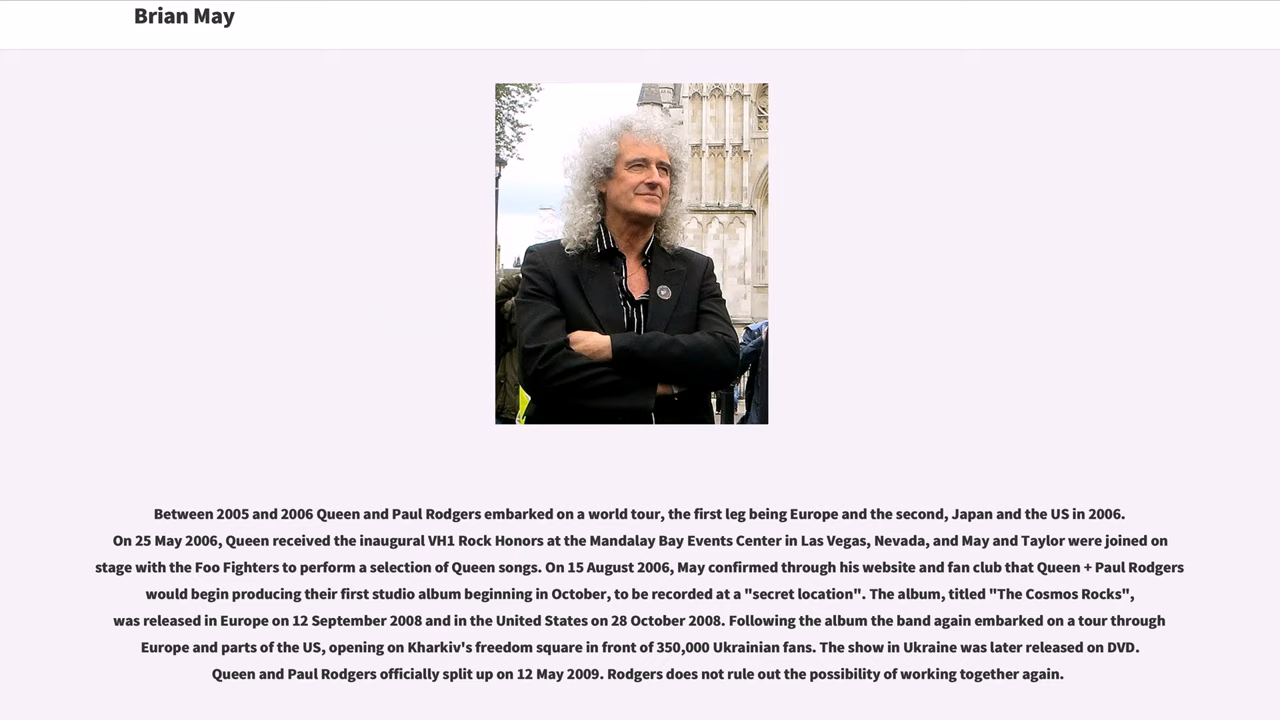 Brian May
Between 2005 and 2006 Queen and Paul Rodgers embarked on a world tour, the first leg being Europe and the second, Japan and the US in 2006.
On 25 May 2006, Queen received the inaugural VH1 Rock Honors at the Mandalay Bay Events Center in Las Vegas, Nevada, and May and Taylor were joined on
stage with the Foo Fighters to perform a selection of Queen songs. On 15 August 2006, May confirmed through his website and fan club that Queen + Paul Rodgers
would begin producing their first studio album beginning in October, to be recorded at a "secret location". The album, titled "The Cosmos Rocks",
was released in Europe on 12 September 2008 and in the United States on 28 October 2008. Following the album the band again embarked on a tour through
Europe and parts of the US, opening on Kharkiv's freedom square in front of 350,000 Ukrainian fans. The show in Ukraine was later released on DVD.
Queen and Paul Rodgers officially split up on 12 May 2009. Rodgers does not rule out the possibility of working together again.